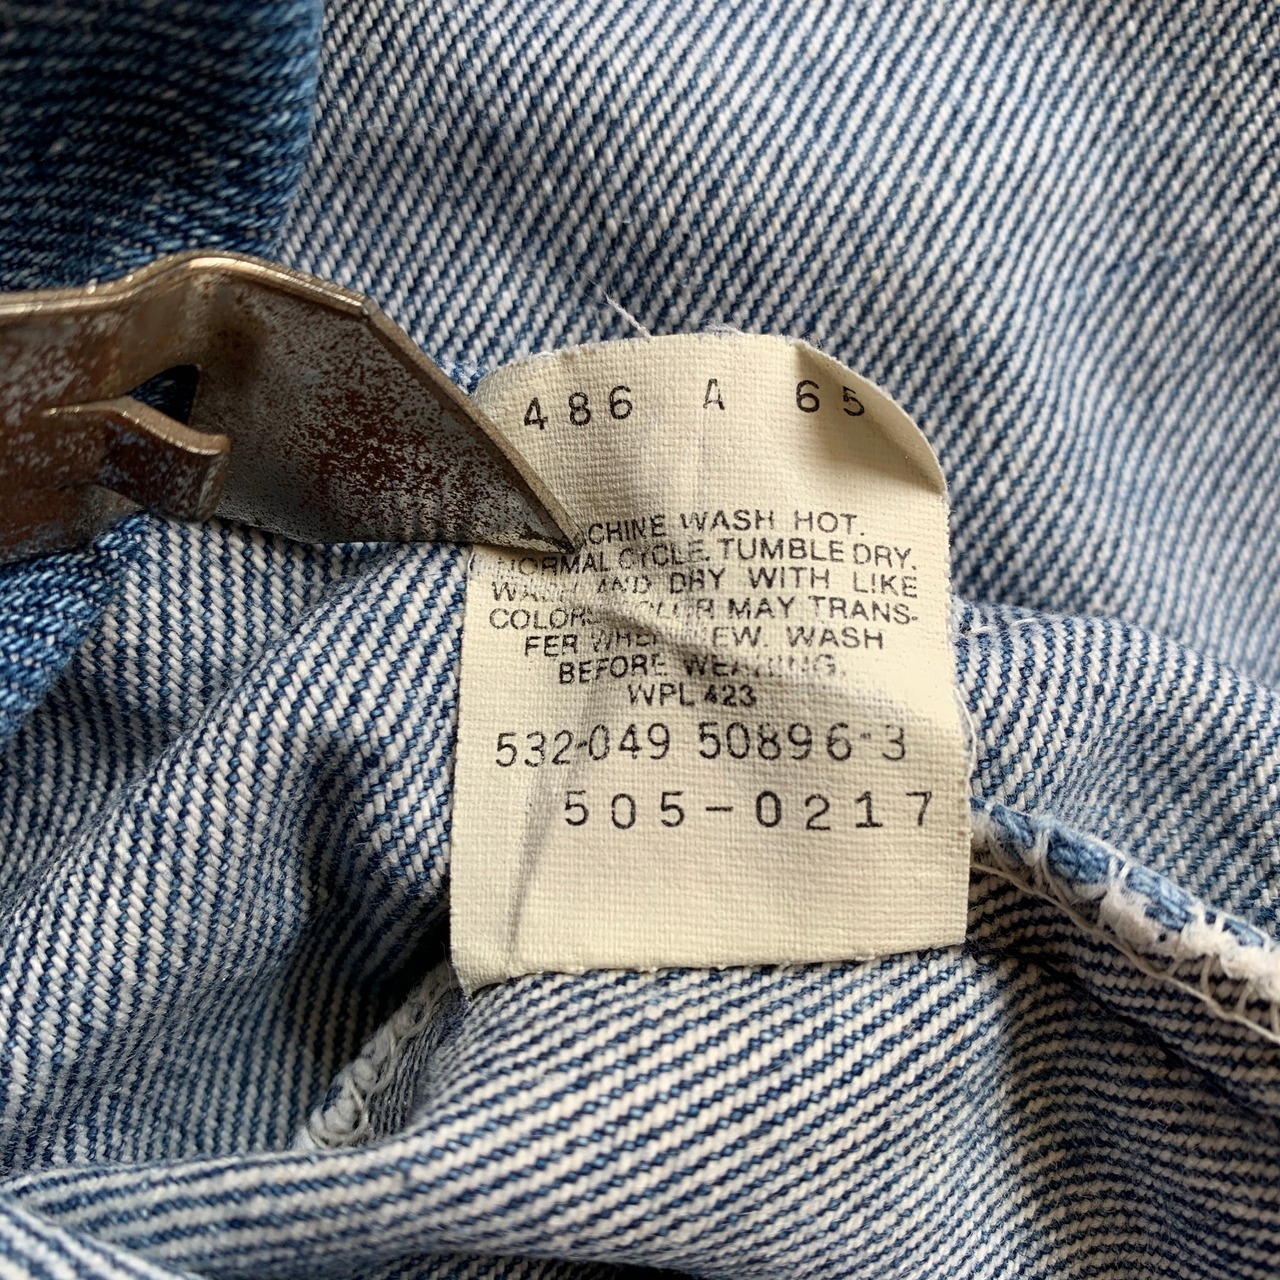 486 A 65
CHINE WASH HOT.
NORMAL CYCLE. TUMBLE DRY.
WASH AND DRY WITH LIKE
COLORS. COLOR MAY TRANS-
FER WHEN NEW. WASH
BEFORE WEARING.
WPL 423
532-049 50896-3
505-0217